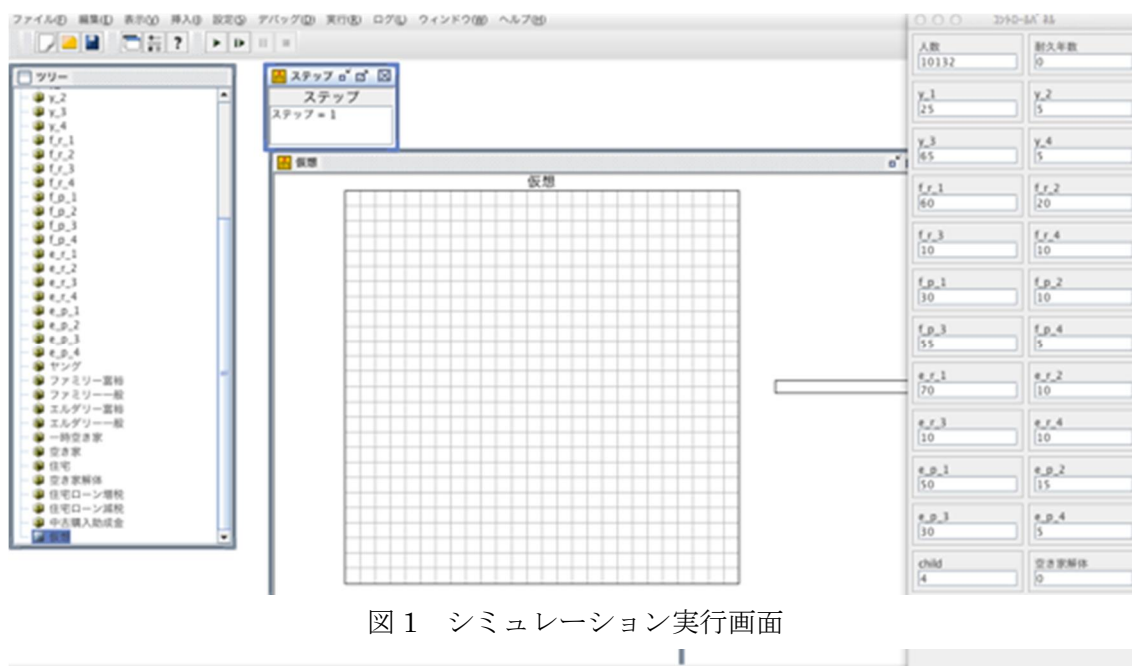 ファイル(F) 編集(E) 表示(V) 挿入(I) 設定(S) デバッグ(D) 実行(R) ログ(L) ウィンドウ(W) ヘルプ(H)
コントロールパネル
ツリー
y_2
y_3
y_4
f_r_1
f_r_2
f_r_3
f_r_4
f_p_1
f_p_2
f_p_3
f_p_4
e_r_1
e_r_2
e_r_3
e_r_4
e_p_1
e_p_2
e_p_3
e_p_4
ヤング
ファミリー富裕
ファミリー一般
エルダリー富裕
エルダリー一般
一時空き家
空き家
住宅
空き家解体
住宅ローン増税
住宅ローン減税
中古購入助成金
仮想
ステップ
ステップ
ステップ = 1
仮想
仮想
人数
10132
耐久年数
0
y_1
25
y_2
5
y_3
65
y_4
5
f_r_1
60
f_r_2
20
f_r_3
10
f_r_4
10
f_p_1
30
f_p_2
10
f_p_3
55
f_p_4
5
e_r_1
70
e_r_2
10
e_r_3
10
e_r_4
10
e_p_1
50
e_p_2
15
e_p_3
30
e_p_4
5
child
4
空き家解体
0
図 1 シミュレーション実行画面